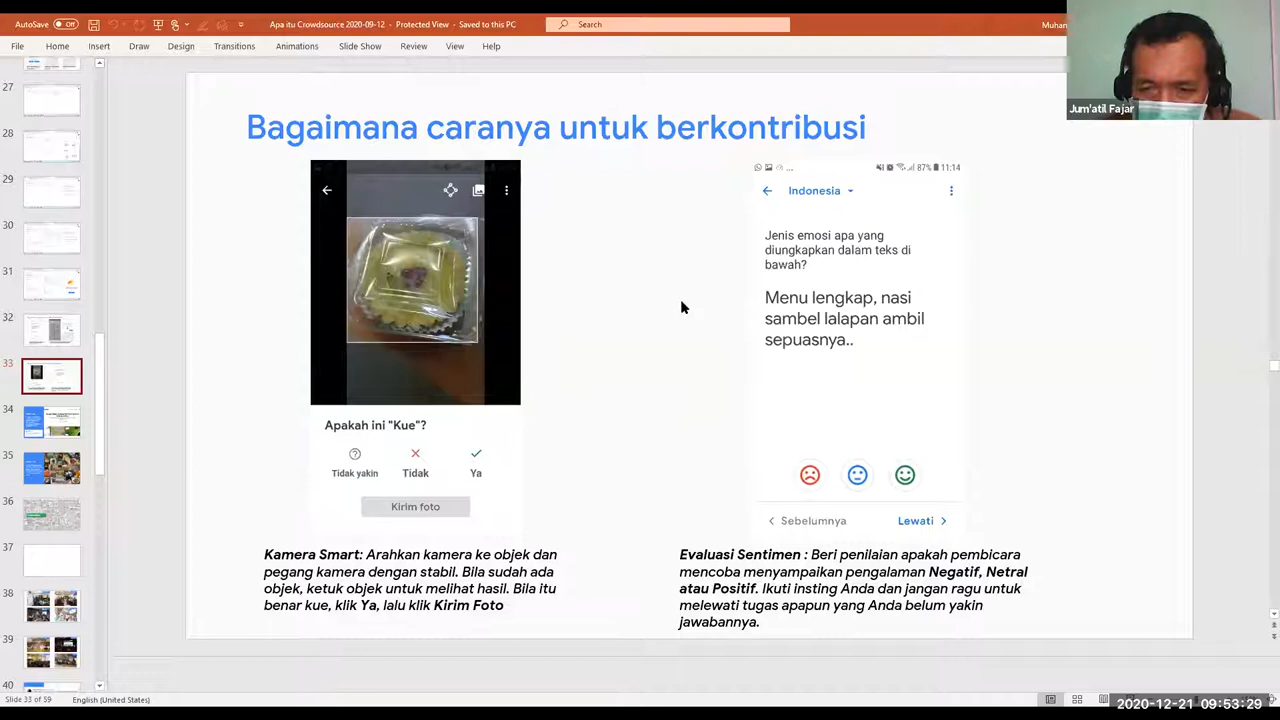 AutoSave Off
Apa itu Crowdsource 2020-09-12 - Protected View - Saved to this PC
Search
File Home Insert Draw Design Transitions Animations Slide Show Review View Help
Jum'atil Fajar
27
28
29
30
31
32
33
34
35
36
37
38
39
40
Bagaimana caranya untuk berkontribusi
Apakah ini "Kue"?
Tidak yakin Tidak Ya
Kirim foto
Kamera Smart: Arahkan kamera ke objek dan
pegang kamera dengan stabil. Bila sudah ada
objek, ketuk objek untuk melihat hasil. Bila itu
benar kue, klik Ya, lalu klik Kirim Foto
... 87% 11:14
Indonesia
Jenis emosi apa yang
diungkapkan dalam teks di
bawah?
Menu lengkap, nasi
sambel lalapan ambil
sepuasnya..
Sebelumnya Lewati
Evaluasi Sentimen : Beri penilaian apakah pembicara
mencoba menyampaikan pengalaman Negatif, Netral
atau Positif. Ikuti insting Anda dan jangan ragu untuk
melewati tugas apapun yang Anda belum yakin
jawabannya.
Slide 33 of 59 English (United States)
2020-12-21 09:53:29